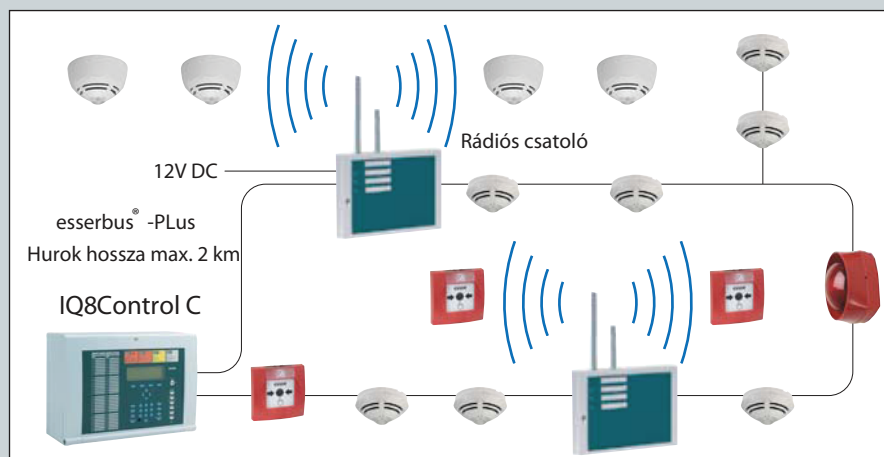 Rádiós csatoló
12V DC
esserbus® -PLus
Hurok hossza max. 2 km
IQ8Control C